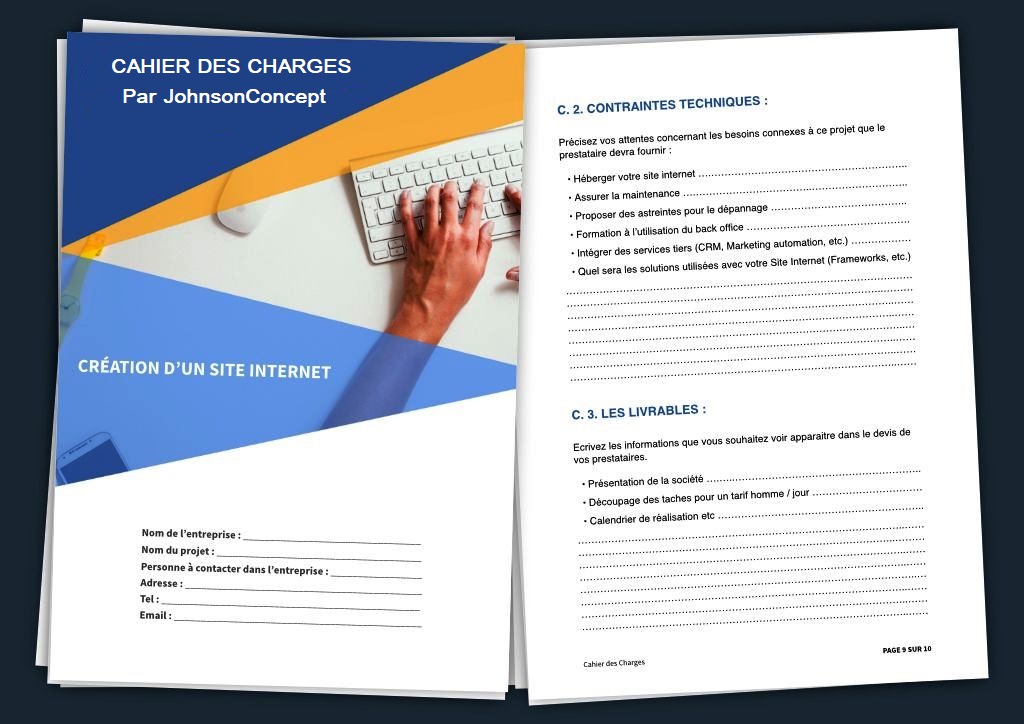 CAHIER DES CHARGES
Par JohnsonConcept
CRÉATION D'UN SITE INTERNET
Nom de l'entreprise : ______________________________
Nom du projet : ______________________________
Personne à contacter dans l'entreprise : ______________
Adresse : ______________________________
Tel : ______________________________
Email : ______________________________
C. 2. CONTRAINTES TECHNIQUES :
Précisez vos attentes concernant les besoins connexes à ce projet que le
prestataire devra fournir :
• Héberger votre site internet ..............................
• Assurer la maintenance ..............................
• Proposer des astreintes pour le dépannage ..............................
• Formation à l'utilisation du back office ..............................
• Intégrer des services tiers (CRM, Marketing automation, etc.) ..................
• Quel sera les solutions utilisées avec votre Site Internet (Frameworks, etc.)
C. 3. LES LIVRABLES :
Ecrivez les informations que vous souhaitez voir apparaitre dans le devis de
vos prestataires.
• Présentation de la société ..............................
• Découpage des taches pour un tarif homme / jour ..............................
• Calendrier de réalisation etc ..............................
Cahier des Charges
PAGE 9 SUR 10